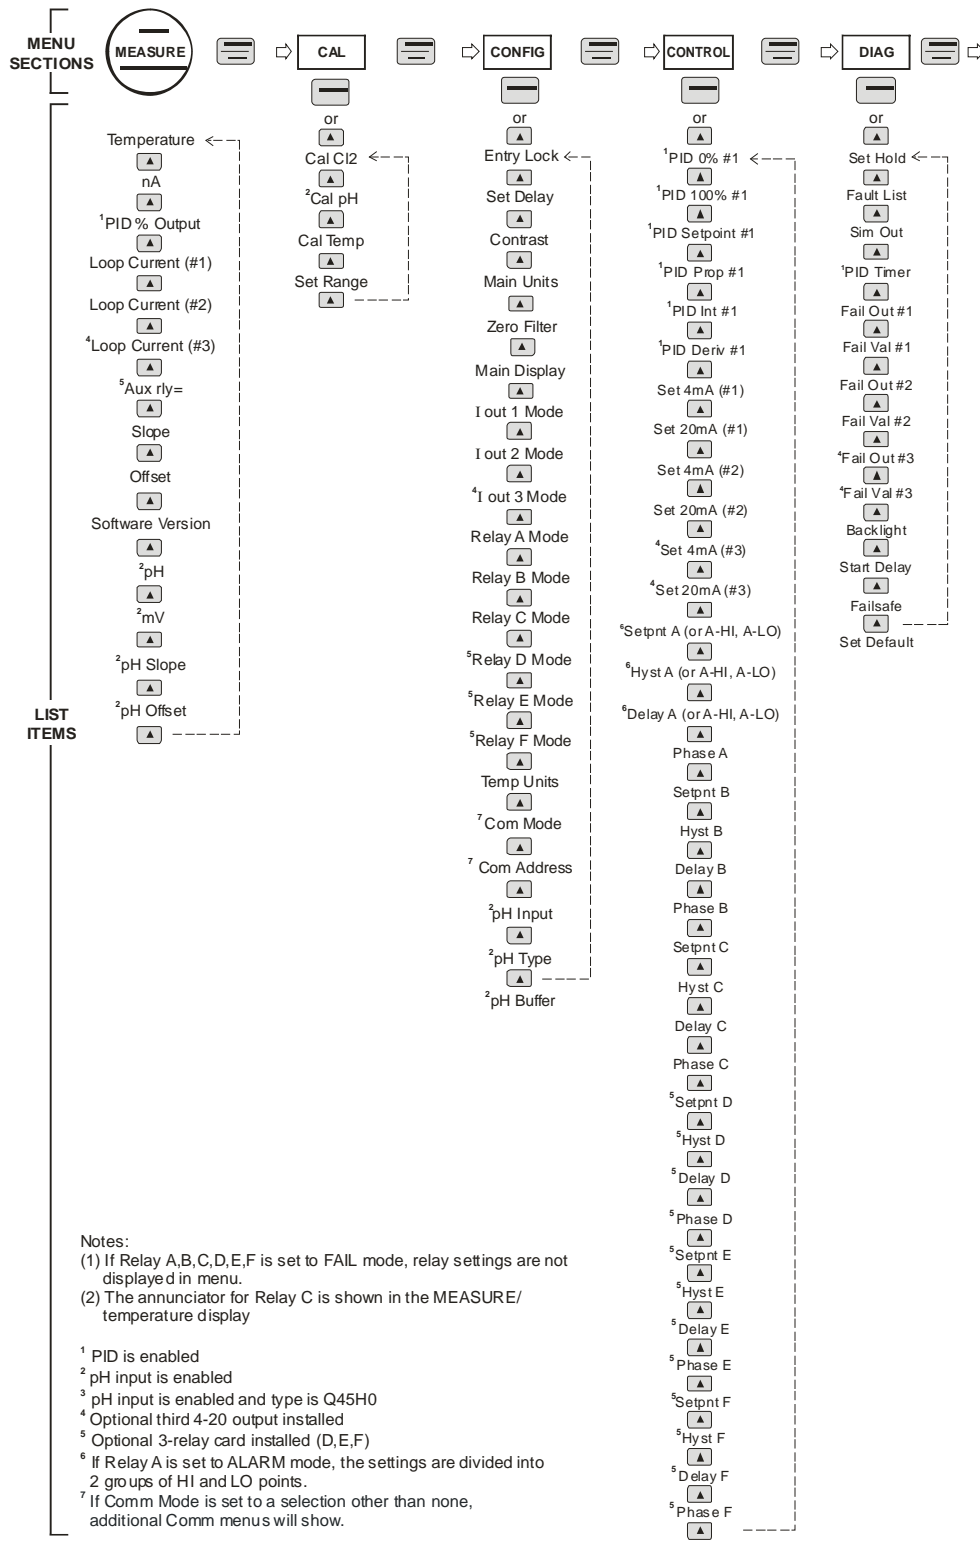 MENU
SECTIONS
MEASURE
CAL
CONFIG
CONTROL
DIAG
LIST
ITEMS
Temperature
nA
¹PID % Output
Loop Current (#1)
Loop Current (#2)
⁴Loop Current (#3)
⁵Aux rly=
Slope
Offset
Software Version
²pH
²mV
²pH Slope
²pH Offset
or
Cal Cl2
²Cal pH
Cal Temp
Set Range
or
Entry Lock
Set Delay
Contrast
Main Units
Zero Filter
Main Display
I out 1 Mode
I out 2 Mode
⁴I out 3 Mode
Relay A Mode
Relay B Mode
Relay C Mode
⁵Relay D Mode
⁵Relay E Mode
⁵Relay F Mode
Temp Units
⁷Com Mode
⁷ Com Address
²pH Input
²pH Type
²pH Buffer
or
¹PID 0% #1
¹PID 100% #1
¹PID Setpoint #1
¹PID Prop #1
¹PID Int #1
¹PID Deriv #1
Set 4mA (#1)
Set 20mA (#1)
Set 4mA (#2)
Set 20mA (#2)
⁴Set 4mA (#3)
⁴Set 20mA (#3)
⁶Setpnt A (or A-HI, A-LO)
⁶Hyst A (or A-HI, A-LO)
⁶Delay A (or A-HI, A-LO)
Phase A
Setpnt B
Hyst B
Delay B
Phase B
Setpnt C
Hyst C
Delay C
Phase C
⁵Setpnt D
⁵Hyst D
⁵Delay D
⁵Phase D
⁵Setpnt E
⁵Hyst E
⁵Delay E
⁵Phase E
⁵Setpnt F
⁵Hyst F
⁵Delay F
⁵Phase F
or
Set Hold
Fault List
Sim Out
¹PID Timer
Fail Out #1
Fail Val #1
Fail Out #2
Fail Val #2
⁴Fail Out #3
⁴Fail Val #3
Backlight
Start Delay
Failsafe
Set Default
Notes:
(1) If Relay A,B,C,D,E,F is set to FAIL mode, relay settings are not
displayed in menu.
(2) The annunciator for Relay C is shown in the MEASURE/
temperature display
¹ PID is enabled
² pH input is enabled
³ pH input is enabled and type is Q45H0
⁴ Optional third 4-20 output installed
⁵ Optional 3-relay card installed (D,E,F)
⁶ If Relay A is set to ALARM mode, the settings are divided into
2 groups of HI and LO points.
⁷ If Comm Mode is set to a selection other than none,
additional Comm menus will show.